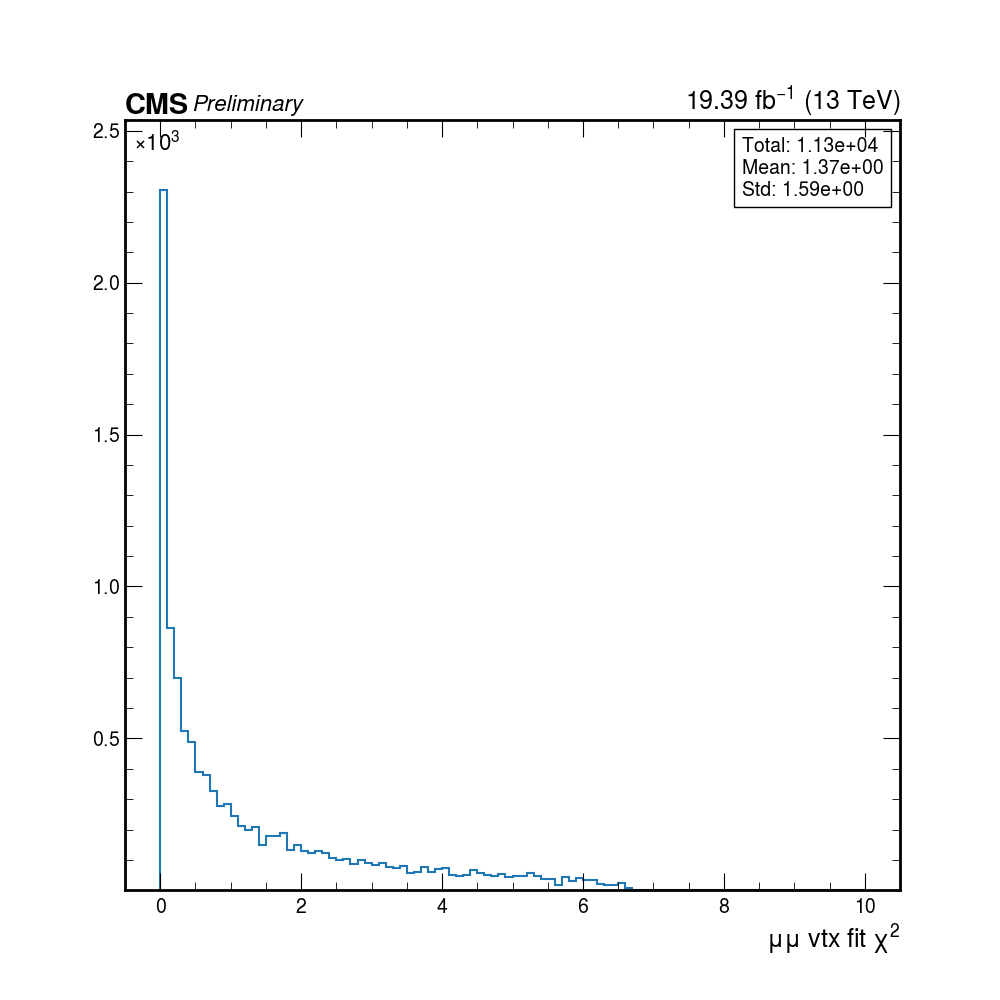 CMS Preliminary 19.39 fb⁻¹ (13 TeV)
×10³
Total: 1.13e+04
Mean: 1.37e+00
Std: 1.59e+00
2.5
2.0
1.5
1.0
0.5
0 2 4 6 8 10
μμ vtx fit χ²